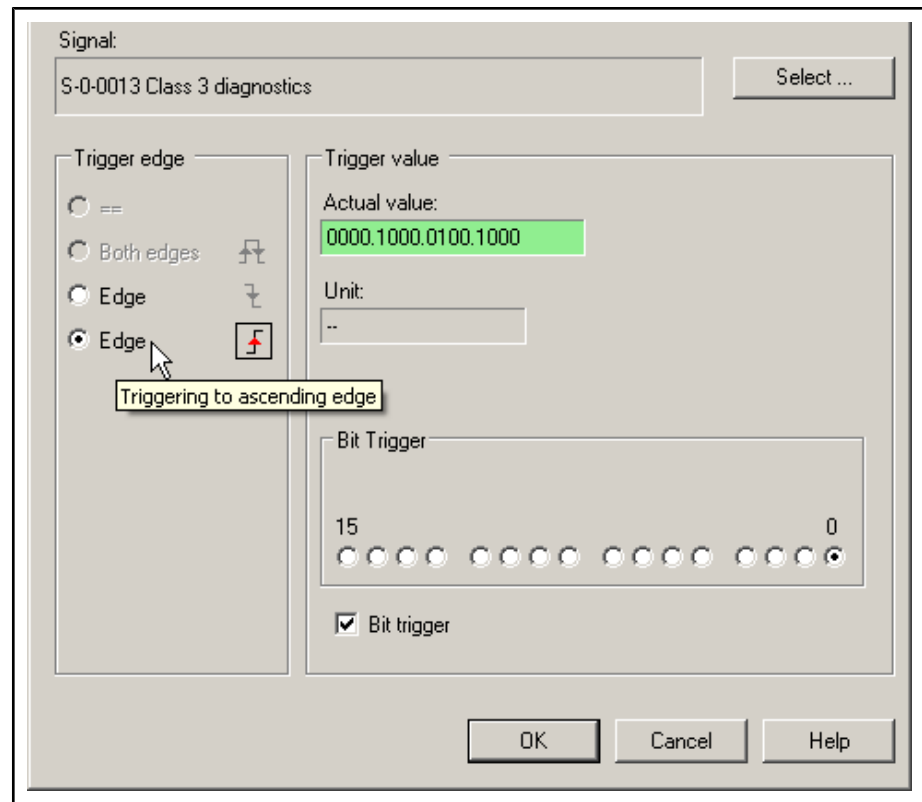 Signal:
S-0-0013 Class 3 diagnostics
Select ...
Trigger edge
==
Both edges
Edge
Edge
Triggering to ascending edge
Trigger value
Actual value:
0000.1000.0100.1000
Unit:
--
Bit Trigger
15 0
Bit trigger
OK Cancel Help